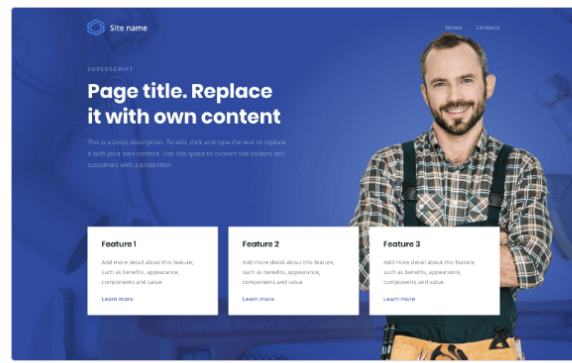 Site name
Home Contacts
SUPERSCRIPT
Page title. Replace
it with own content
This is a block description. To edit, click and type the text or replace
it with your own content. Use this space to convert site visitors into
customers with a promotion
Feature 1
Add more detail about this feature,
such as benefits, appearance,
components and value
Learn more
Feature 2
Add more detail about this feature,
such as benefits, appearance,
components and value
Learn more
Feature 3
Add more detail about this feature,
such as benefits, appearance,
components and value
Learn more